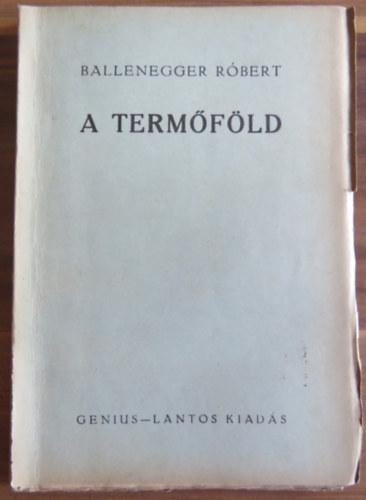 BALLENEGGER RÓBERT
A TERMŐFÖLD
GENIUS—LANTOS KIADÁS